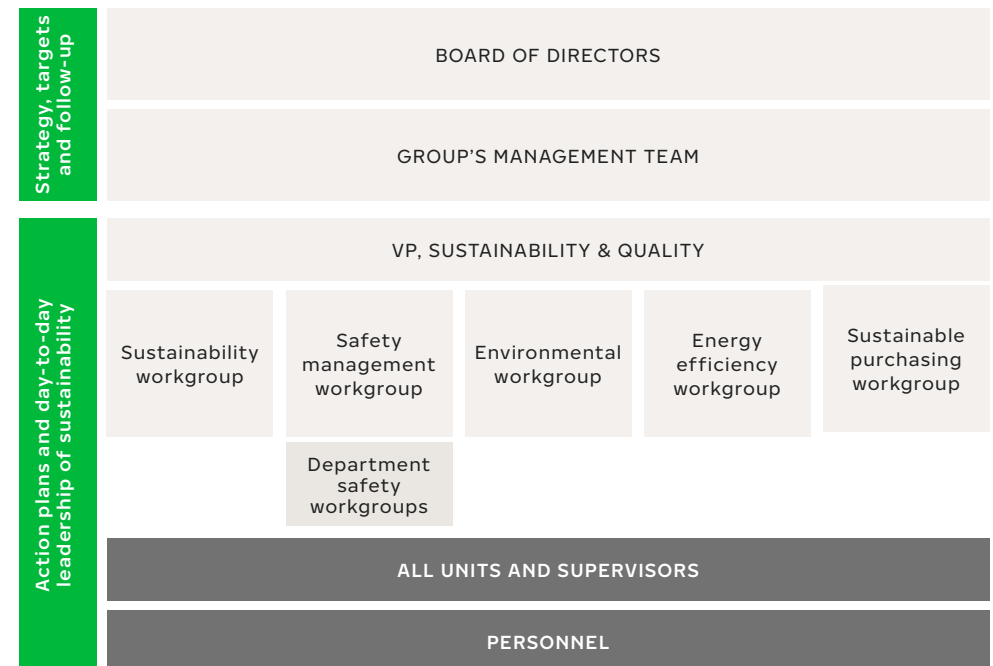 Strategy, targets
and follow-up
BOARD OF DIRECTORS
GROUP'S MANAGEMENT TEAM
Action plans and day-to-day
leadership of sustainability
VP, SUSTAINABILITY & QUALITY
Sustainability
workgroup
Safety
management
workgroup
Environmental
workgroup
Energy
efficiency
workgroup
Sustainable
purchasing
workgroup
Department
safety
workgroups
ALL UNITS AND SUPERVISORS
PERSONNEL